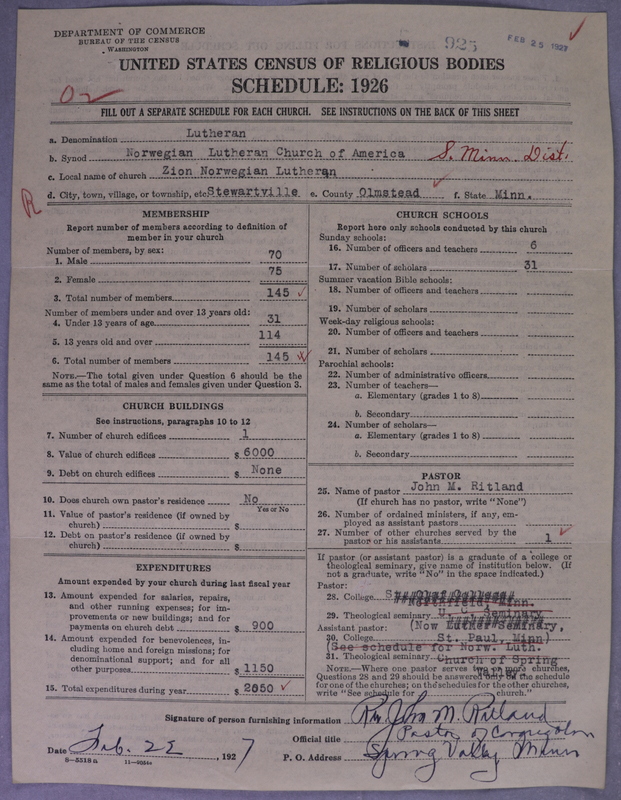 DEPARTMENT OF COMMERCE
BUREAU OF THE CENSUS
WASHINGTON
925
FEB 25 1927
UNITED STATES CENSUS OF RELIGIOUS BODIES
SCHEDULE: 1926
FILL OUT A SEPARATE SCHEDULE FOR EACH CHURCH. SEE INSTRUCTIONS ON THE BACK OF THIS SHEET
a. Denomination Lutheran
b. Synod Norwegian Lutheran Church of America S. Minn. Dist.
c. Local name of church Zion Norwegian Lutheran
d. City, town, village, or township, etc. Stewartville e. County Olmstead f. State Minn.
R
MEMBERSHIP
Report number of members according to definition of
member in your church
Number of members, by sex:
1. Male 70
2. Female 75
3. Total number of members 145
Number of members under and over 13 years old:
4. Under 13 years of age 31
5. 13 years old and over 114
6. Total number of members 145
NOTE.—The total given under Question 6 should be the
same as the total of males and females given under Question 3.
CHURCH BUILDINGS
See instructions, paragraphs 10 to 12
7. Number of church edifices 1
8. Value of church edifices $ 6000
9. Debt on church edifices $ None
10. Does church own pastor's residence No
Yes or No
11. Value of pastor's residence (if owned by
church) $
12. Debt on pastor's residence (if owned by
church) $
EXPENDITURES
Amount expended by your church during last fiscal year
13. Amount expended for salaries, repairs,
and other running expenses; for im-
provements or new buildings; and for
payments on church debt $ 900
14. Amount expended for benevolences, in-
cluding home and foreign missions; for
denominational support; and for all
other purposes $ 1150
15. Total expenditures during year $ 2050
CHURCH SCHOOLS
Report here only schools conducted by this church
Sunday schools:
16. Number of officers and teachers 6
17. Number of scholars 31
Summer vacation Bible schools:
18. Number of officers and teachers
19. Number of scholars
Week-day religious schools:
20. Number of officers and teachers
21. Number of scholars
Parochial schools:
22. Number of administrative officers
23. Number of teachers—
a. Elementary (grades 1 to 8)
b. Secondary
24. Number of scholars—
a. Elementary (grades 1 to 8)
b. Secondary
PASTOR
25. Name of pastor John M. Ritland
(If church has no pastor, write "None")
26. Number of ordained ministers, if any, em-
ployed as assistant pastors
27. Number of other churches served by the
pastor or his assistants 1
If pastor (or assistant pastor) is a graduate of a college or
theological seminary, give name of institution below. (If
not a graduate, write "No" in the space indicated.)
Pastor:
28. College St. Olaf College
Northfield, Minn.
29. Theological seminary U. C. Seminary
Assistant pastor: (Now Luther Seminary,
30. College St. Paul, Minn)
(See schedule for Norw. Luth.
31. Theological seminary Church of Spring
Valley
NOTE.—Where one pastor serves two or more churches,
Questions 28 and 29 should be answered only on the schedule
for one of the churches; on the schedules for the other churches,
write "See schedule for church."
Signature of person furnishing information Rev. John M. Ritland
Official title Pastor of Congregation
Date Feb. 22, 1927 P. O. Address Spring Valley Minn
8—5518a 11—9054